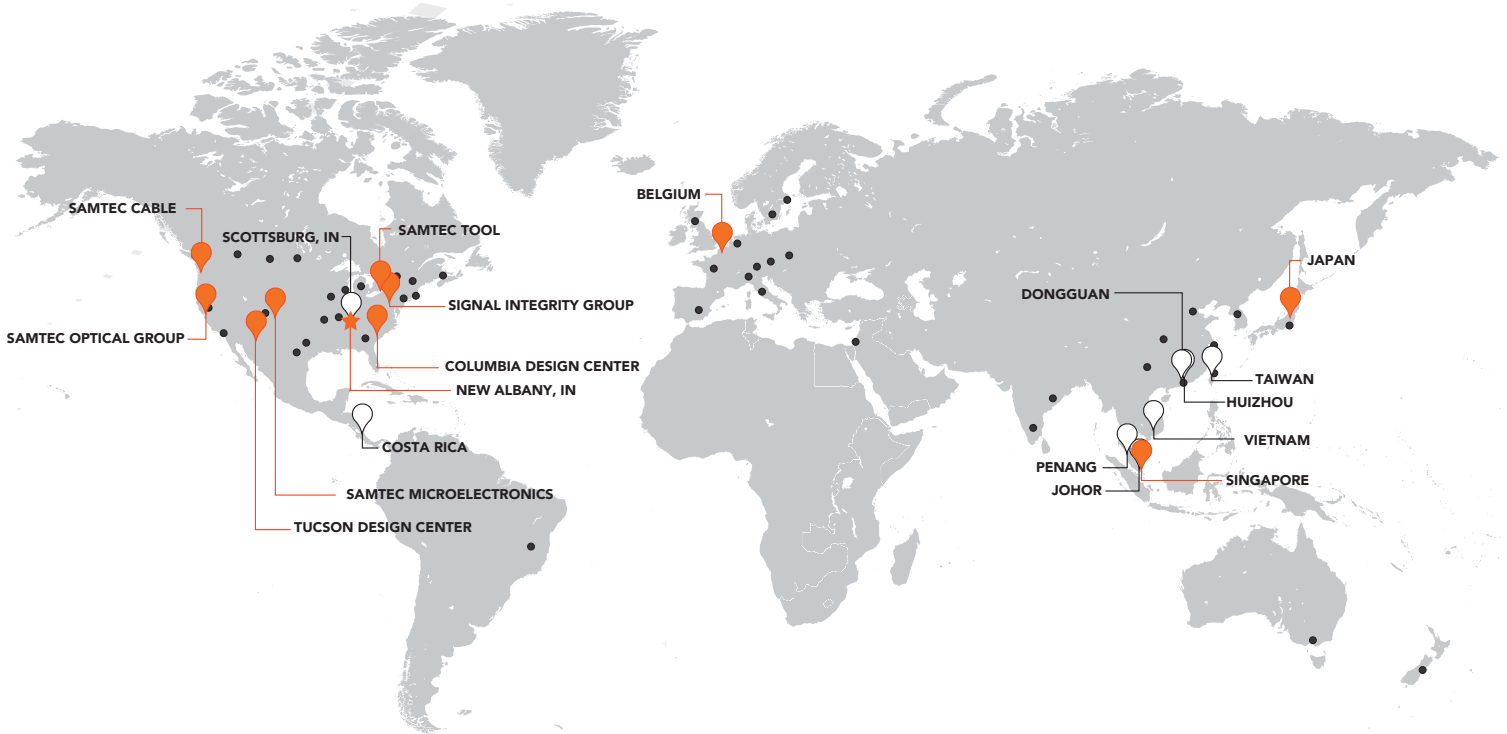 BELGIUM
SAMTEC CABLE
SAMTEC TOOL
SCOTTSBURG, IN
JAPAN
DONGGUAN
SIGNAL INTEGRITY GROUP
SAMTEC OPTICAL GROUP
COLUMBIA DESIGN CENTER
TAIWAN
NEW ALBANY, IN
HUIZHOU
VIETNAM
COSTA RICA
PENANG
SINGAPORE
JOHOR
SAMTEC MICROELECTRONICS
TUCSON DESIGN CENTER